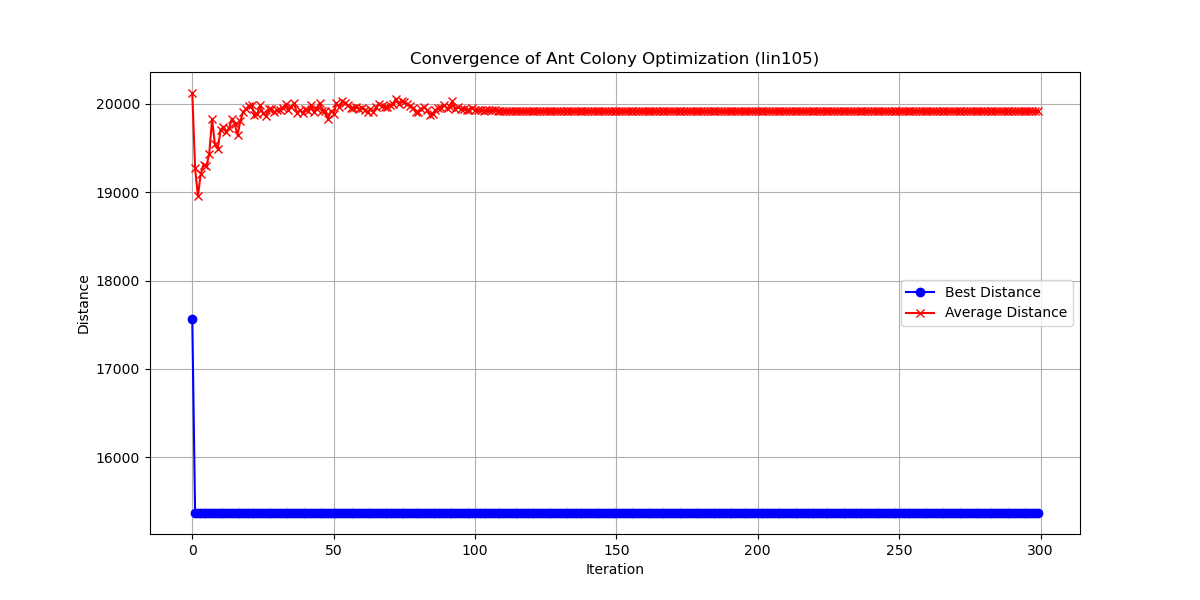 Convergence of Ant Colony Optimization (lin105)
20000
19000
18000
17000
16000
Distance
Best Distance
Average Distance
0 50 100 150 200 250 300
Iteration